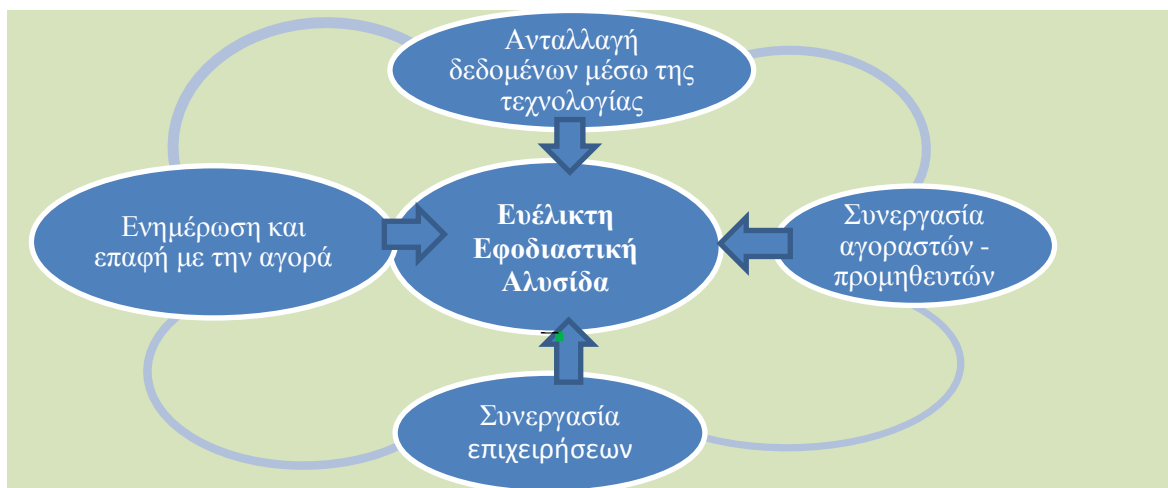 Ανταλλαγή
δεδομένων μέσω της
τεχνολογίας
Ενημέρωση και
επαφή με την αγορά
Ευέλικτη
Εφοδιαστική
Αλυσίδα
Συνεργασία
αγοραστών -
προμηθευτών
Συνεργασία
επιχειρήσεων